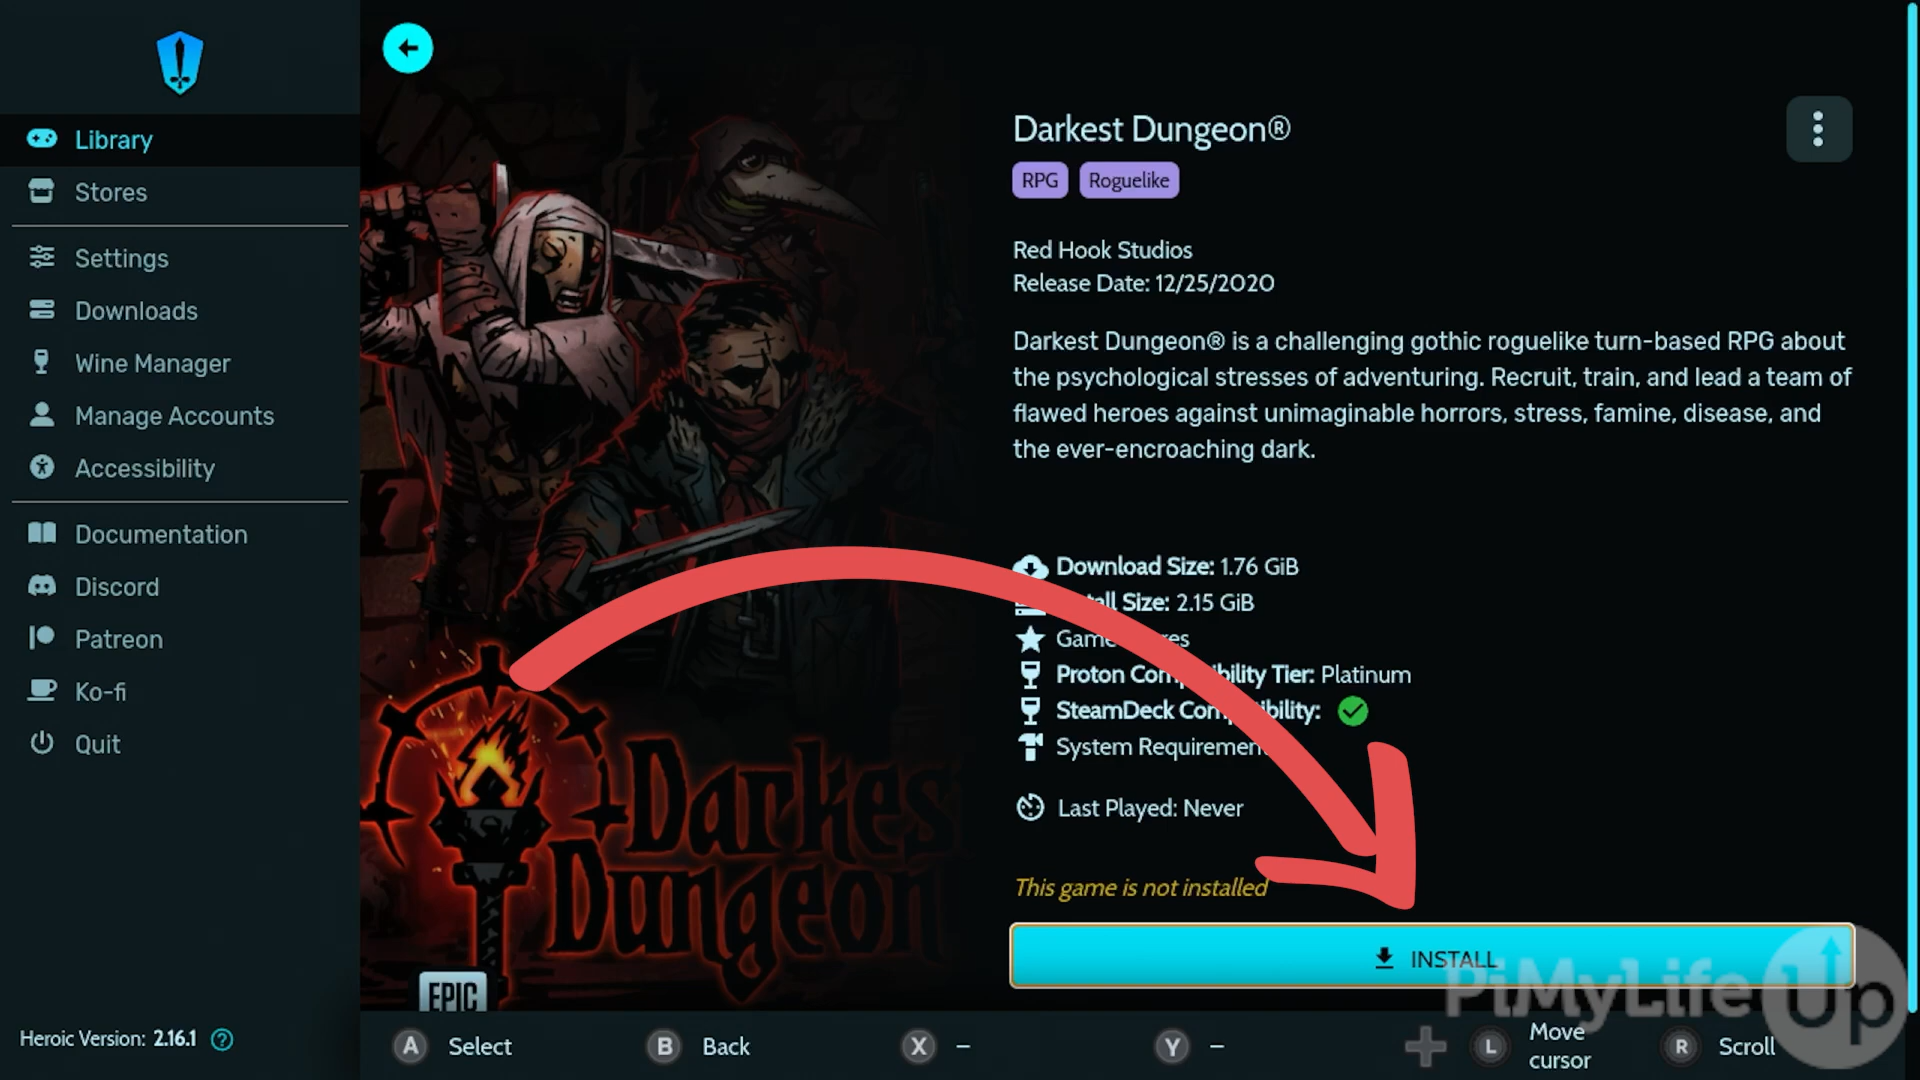 Library
Stores
Settings
Downloads
Wine Manager
Manage Accounts
Accessibility
Documentation
Discord
Patreon
Ko-fi
Quit
Heroic Version: 2.16.1
Darkest Dungeon®
RPG Roguelike
Red Hook Studios
Release Date: 12/25/2020
Darkest Dungeon® is a challenging gothic roguelike turn-based RPG about
the psychological stresses of adventuring. Recruit, train, and lead a team of
flawed heroes against unimaginable horrors, stress, famine, disease, and
the ever-encroaching dark.
Download Size: 1.76 GiB
Size: 2.15 GiB
Game
Proton Compatibility Tier: Platinum
SteamDeck Compatibility:
System Requirements
Last Played: Never
This game is not installed
INSTALL
Darkest
Dungeon
EPIC
PiMyLifeUp
A Select
B Back
X –
Y –
L Move
cursor
R Scroll